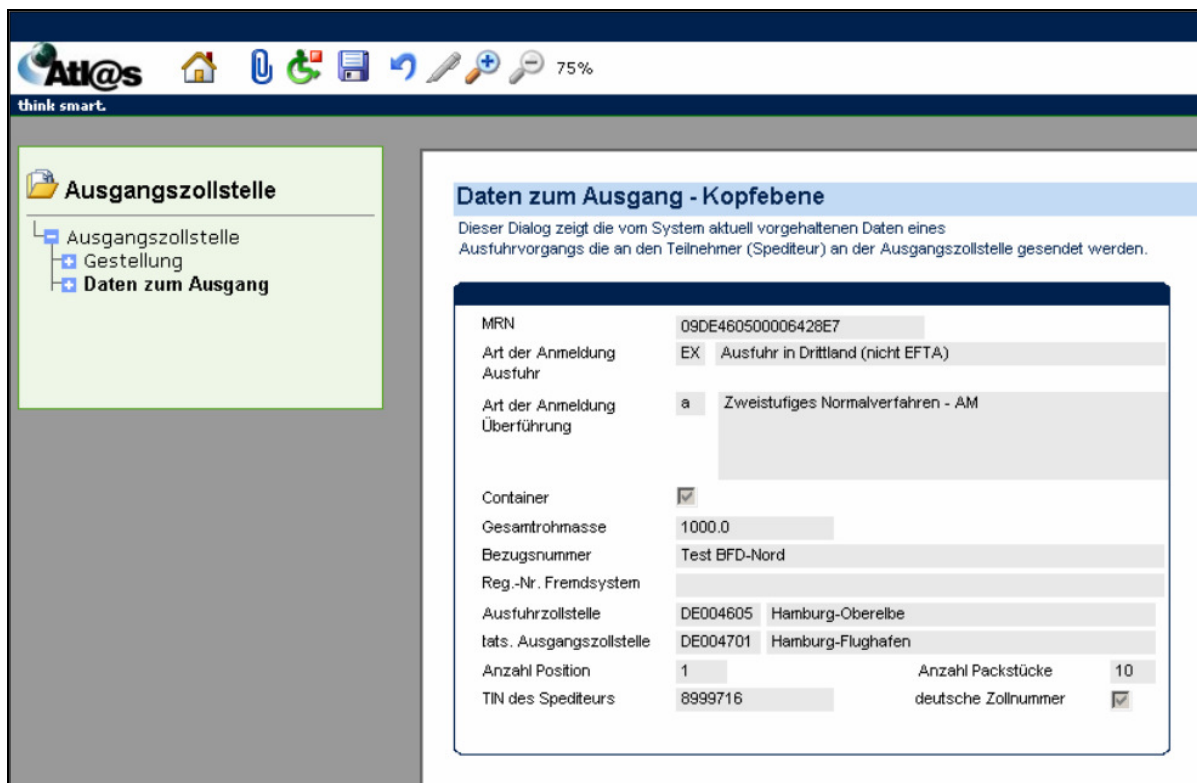 Atl@s
75%
think smart.
Ausgangszollstelle
Ausgangszollstelle
Gestellung
Daten zum Ausgang
Daten zum Ausgang - Kopfebene
Dieser Dialog zeigt die vom System aktuell vorgehaltenen Daten eines
Ausfuhrvorgangs die an den Teilnehmer (Spediteur) an der Ausgangszollstelle gesendet werden.
MRN 09DE460500006428E7
Art der Anmeldung EX Ausfuhr in Drittland (nicht EFTA)
Ausfuhr
Art der Anmeldung a Zweistufiges Normalverfahren - AM
Überführung
Container
Gesamtrohmasse 1000.0
Bezugsnummer Test BFD-Nord
Reg.-Nr. Fremdsystem
Ausfuhrzollstelle DE004605 Hamburg-Oberelbe
tats. Ausgangszollstelle DE004701 Hamburg-Flughafen
Anzahl Position 1 Anzahl Packstücke 10
TIN des Spediteurs 8999716 deutsche Zollnummer